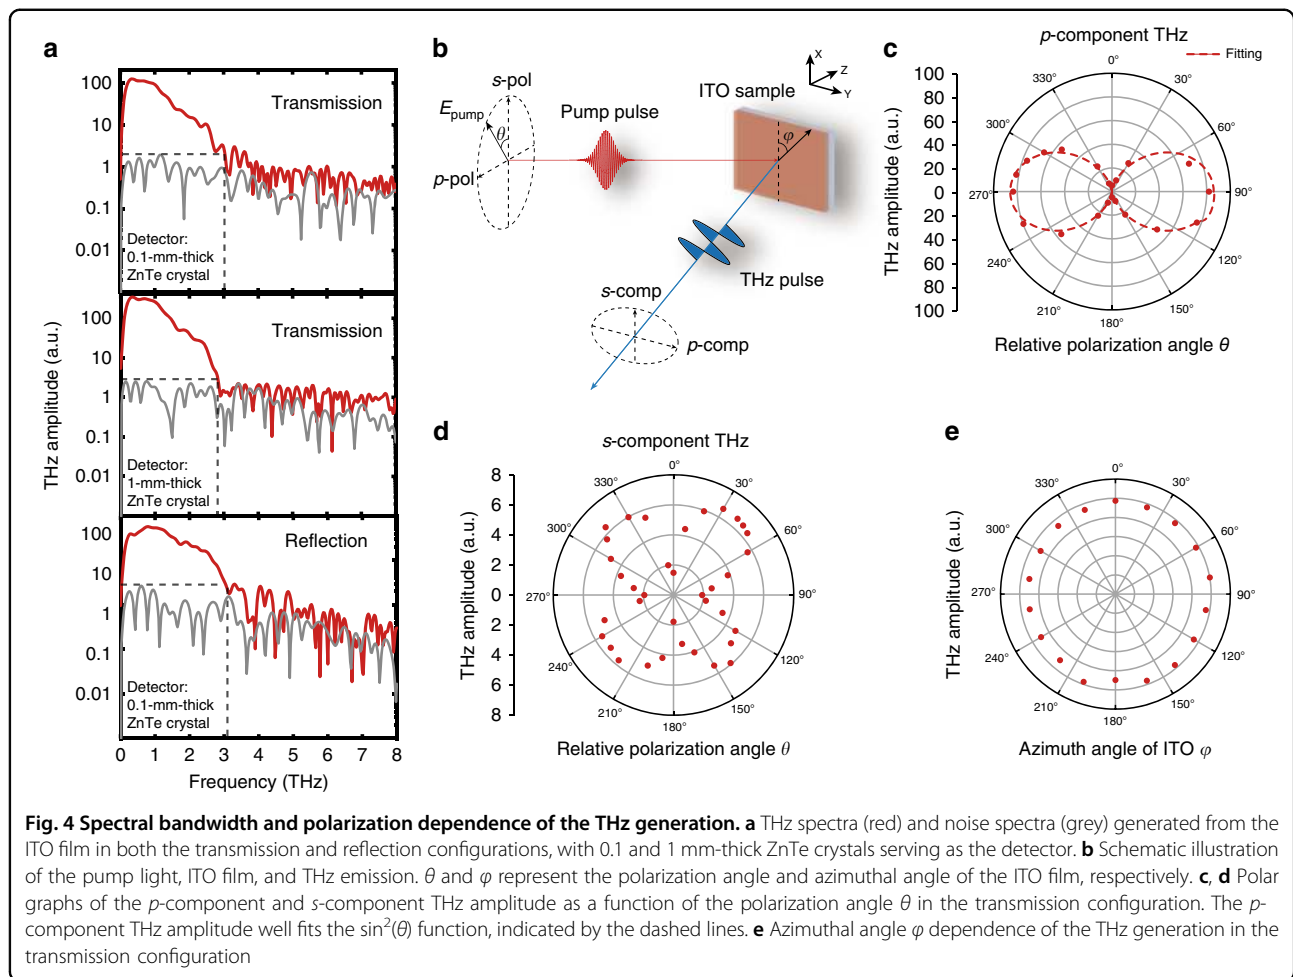 a
THz amplitude (a.u.)
100
10
1
0.1
0.01
Transmission
Detector:
0.1-mm-thick
ZnTe crystal
100
10
1
0.1
0.01
Transmission
Detector:
1-mm-thick
ZnTe crystal
100
10
1
0.1
0.01
Reflection
Detector:
0.1-mm-thick
ZnTe crystal
0 1 2 3 4 5 6 7 8
Frequency (THz)
b
s-pol
E_pump
θ
p-pol
Pump pulse
ITO sample
X
Z
Y
φ
THz pulse
s-comp
p-comp
c
p-component THz
Fitting
THz amplitude (a.u.)
100
80
60
40
20
0
20
40
60
80
100
0°
30°
60°
90°
120°
150°
180°
210°
240°
270°
300°
330°
Relative polarization angle θ
d
s-component THz
THz amplitude (a.u.)
8
6
4
2
0
2
4
6
8
0°
30°
60°
90°
120°
150°
180°
210°
240°
270°
300°
330°
Relative polarization angle θ
e
THz amplitude (a.u.)
0°
30°
60°
90°
120°
150°
180°
210°
240°
270°
300°
330°
Azimuth angle of ITO φ
Fig. 4 Spectral bandwidth and polarization dependence of the THz generation. a THz spectra (red) and noise spectra (grey) generated from the
ITO film in both the transmission and reflection configurations, with 0.1 and 1 mm-thick ZnTe crystals serving as the detector. b Schematic illustration
of the pump light, ITO film, and THz emission. θ and φ represent the polarization angle and azimuthal angle of the ITO film, respectively. c, d Polar
graphs of the p-component and s-component THz amplitude as a function of the polarization angle θ in the transmission configuration. The p-
component THz amplitude well fits the sin²(θ) function, indicated by the dashed lines. e Azimuthal angle φ dependence of the THz generation in the
transmission configuration